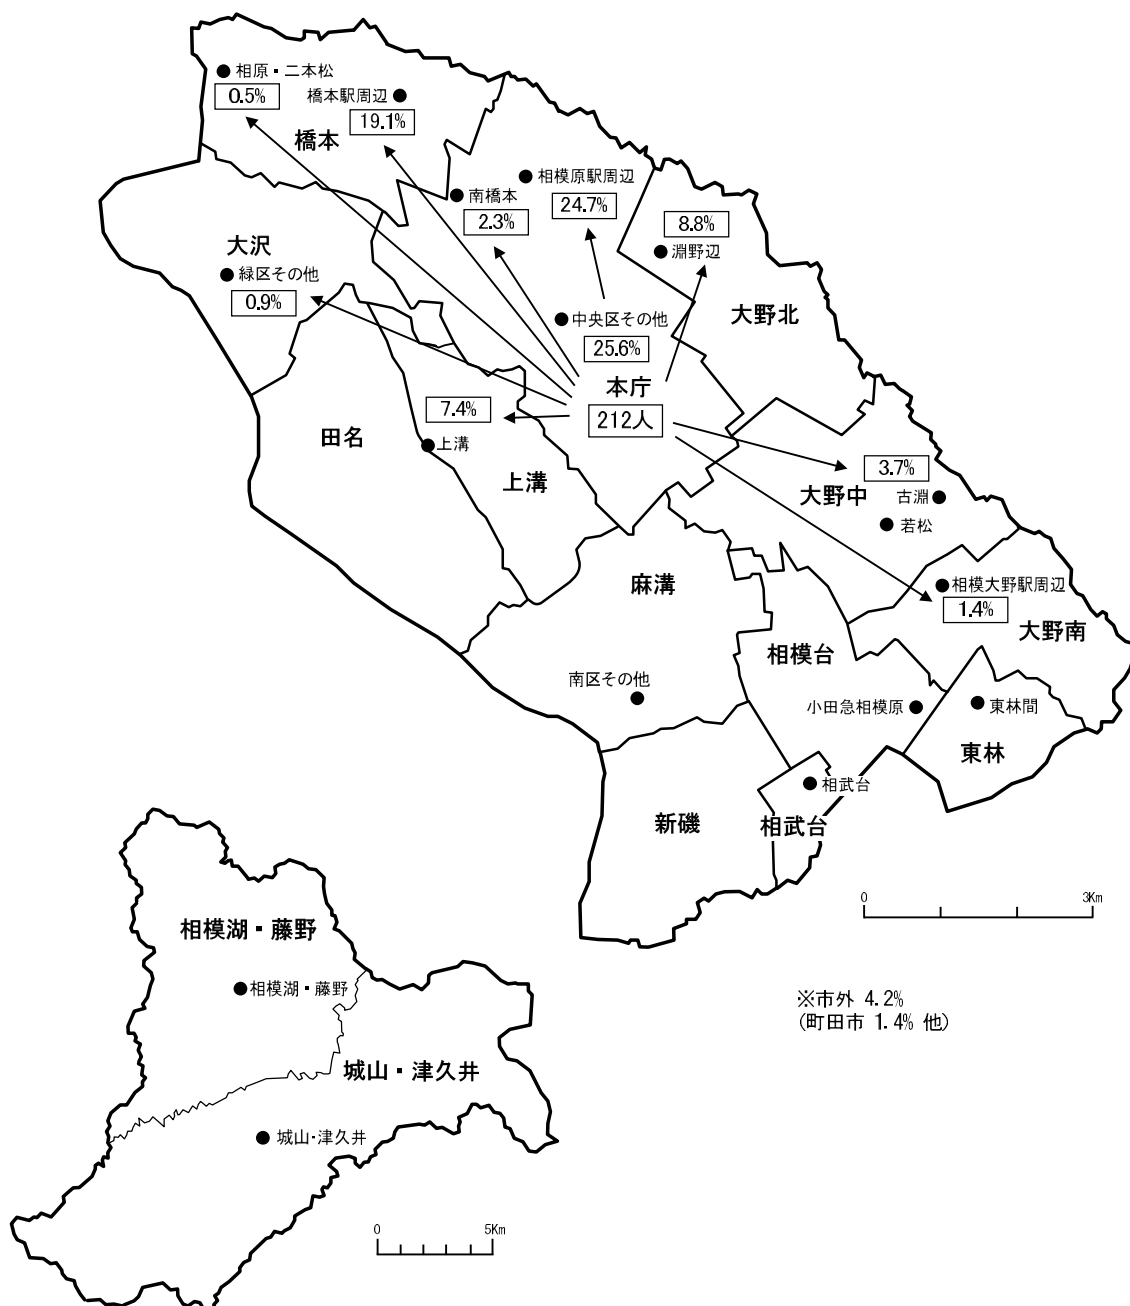 相原・二本松
0.5%
橋本駅周辺
19.1%
橋本
相模原駅周辺
24.7%
南橋本
2.3%
8.8%
淵野辺
大沢
緑区その他
0.9%
大野北
中央区その他
25.6%
本庁
212人
7.4%
上溝
田名
上溝
3.7%
大野中
古淵
若松
麻溝
相模大野駅周辺
1.4%
大野南
相模台
南区その他
小田急相模原
東林間
東林
相武台
新磯
相武台
0
3Km
相模湖・藤野
相模湖・藤野
※市外 4.2%
(町田市 1.4% 他)
城山・津久井
城山・津久井
0
5Km